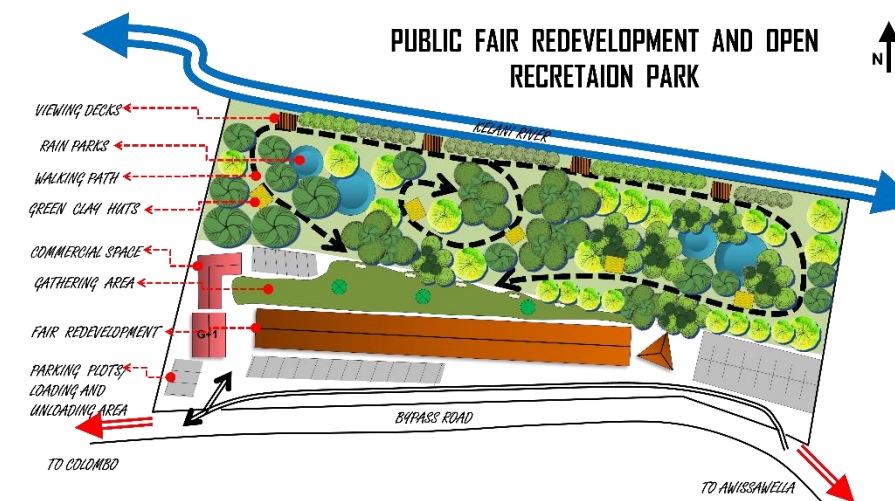 PUBLIC FAIR REDEVELOPMENT AND OPEN
RECRETAION PARK
N
KELANI RIVER
VIEWING DECKS
RAIN PARKS
WALKING PATH
GREEN CLAY HUTS
COMMERCIAL SPACE
GATHERING AREA
FAIR REDEVELOPMENT
G+1
PARKING PLOTS/
LOADING AND
UNLOADING AREA
BYPASS ROAD
TO COLOMBO
TO AWISSAWELLA